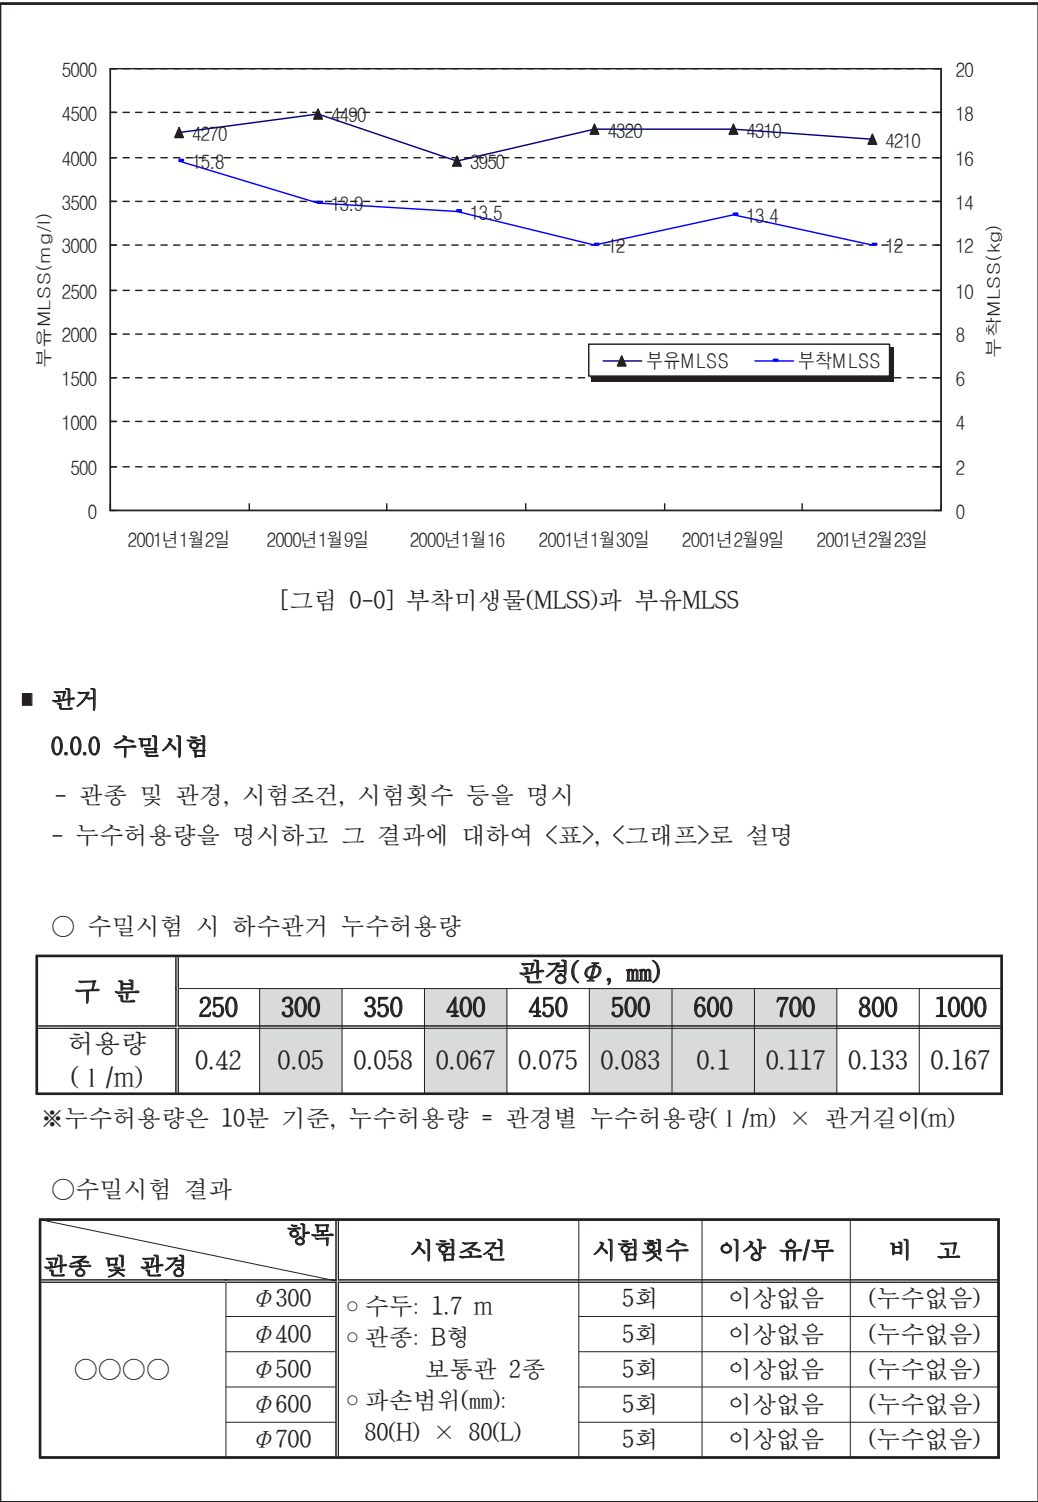 5000
4500
4000
3500
3000
2500
2000
1500
1000
500
0
부유MLSS(mg/l)
20
18
16
14
12
10
8
6
4
2
0
부착MLSS(kg)
4270
4490
3950
4320
4310
4210
15.8
13.9
13.5
12
13.4
12
부유MLSS 부착MLSS
2001년1월2일 2000년1월9일 2000년1월16 2001년1월30일 2001년2월9일 2001년2월23일
[그림 0-0] 부착미생물(MLSS)과 부유MLSS
■ 관거
0.0.0 수밀시험
- 관종 및 관경, 시험조건, 시험횟수 등을 명시
- 누수허용량을 명시하고 그 결과에 대하여 <표>, <그래프>로 설명
○ 수밀시험 시 하수관거 누수허용량
구 분 관경(Φ, ㎜)
250 300 350 400 450 500 600 700 800 1000
허용량
(ｌ/m) 0.42 0.05 0.058 0.067 0.075 0.083 0.1 0.117 0.133 0.167
※누수허용량은 10분 기준, 누수허용량 = 관경별 누수허용량(ｌ/m) × 관거길이(m)
○수밀시험 결과
항목
관종 및 관경 시험조건 시험횟수 이상 유/무 비 고
○○○○
Φ300 5회 이상없음 (누수없음)
Φ400 5회 이상없음 (누수없음)
Φ500 5회 이상없음 (누수없음)
Φ600 5회 이상없음 (누수없음)
Φ700 5회 이상없음 (누수없음)
○수두: 1.7 m
○관종: B형
보통관 2종
○파손범위(㎜):
80(H) × 80(L)